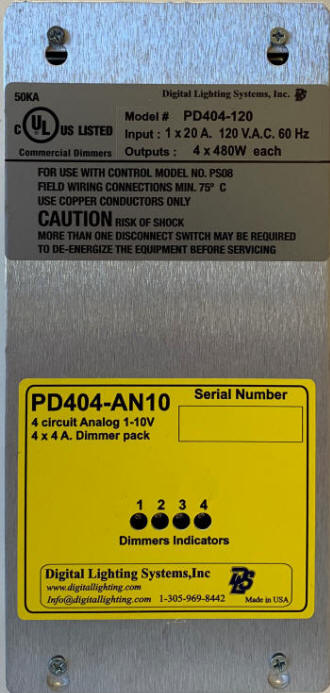 50KA
Digital Lighting Systems, Inc. DLS
C UL US LISTED
Commercial Dimmers
Model # PD404-120
Input : 1 x 20 A. 120 V.A.C. 60 Hz
Outputs : 4 x 480W each
FOR USE WITH CONTROL MODEL NO. PS08
FIELD WIRING CONNECTIONS MIN. 75° C
USE COPPER CONDUCTORS ONLY
CAUTION RISK OF SHOCK
MORE THAN ONE DISCONNECT SWITCH MAY BE REQUIRED
TO DE-ENERGIZE THE EQUIPMENT BEFORE SERVICING
PD404-AN10
4 circuit Analog 1-10V
4 x 4 A. Dimmer pack
Serial Number
1 2 3 4
Dimmers Indicators
Digital Lighting Systems,Inc
www.digitallighting.com
Info@digitallighting.com 1-305-969-8442
DLS
Made in USA